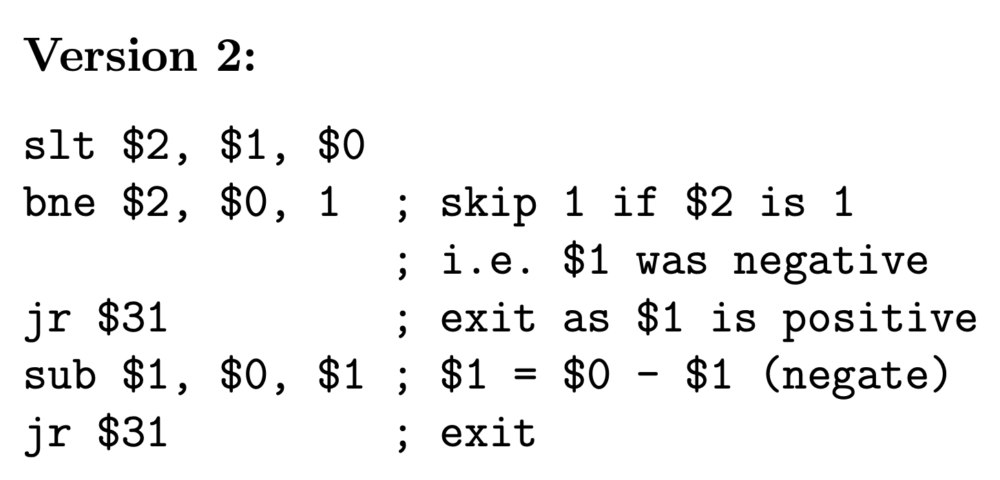 Version 2:
slt $2, $1, $0
bne $2, $0, 1 ; skip 1 if $2 is 1
; i.e. $1 was negative
jr $31 ; exit as $1 is positive
sub $1, $0, $1 ; $1 = $0 - $1 (negate)
jr $31 ; exit